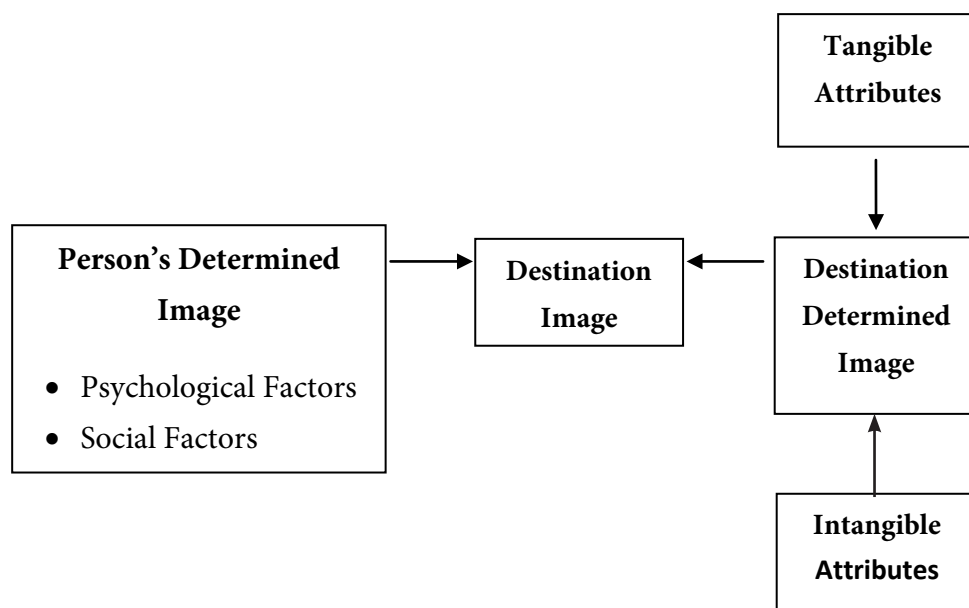 Tangible
Attributes
Person’s Determined
Image
• Psychological Factors
• Social Factors
Destination
Image
Destination
Determined
Image
Intangible
Attributes